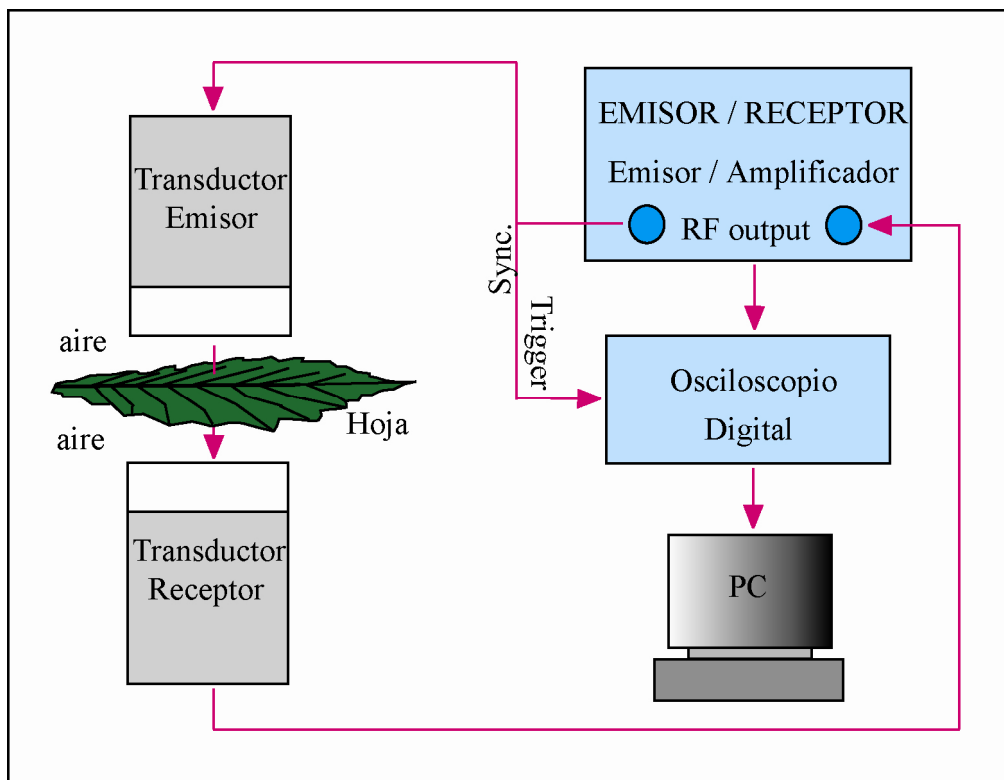 EMISOR / RECEPTOR
Emisor / Amplificador
RF output
Transductor
Emisor
Sync.
Trigger
aire
Hoja
aire
Osciloscopio
Digital
Transductor
Receptor
PC